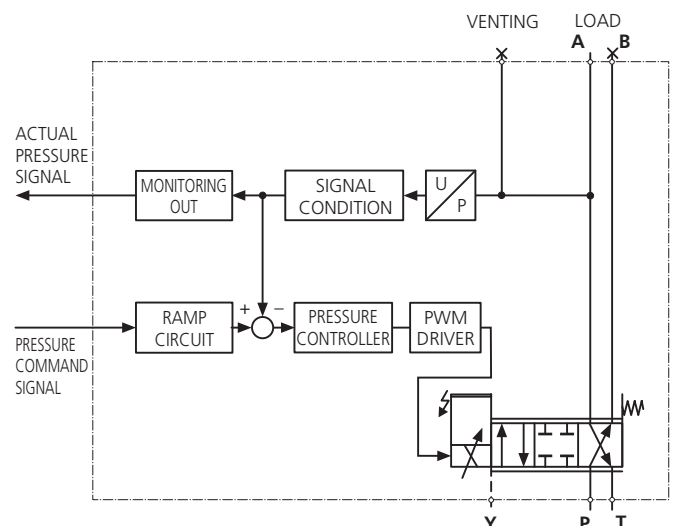 VENTING LOAD
A B
ACTUAL
PRESSURE
SIGNAL
MONITORING
OUT
SIGNAL
CONDITION
U
P
+ −
RAMP
CIRCUIT
PRESSURE
CONTROLLER
PWM
DRIVER
PRESSURE
COMMAND
SIGNAL
Y P T